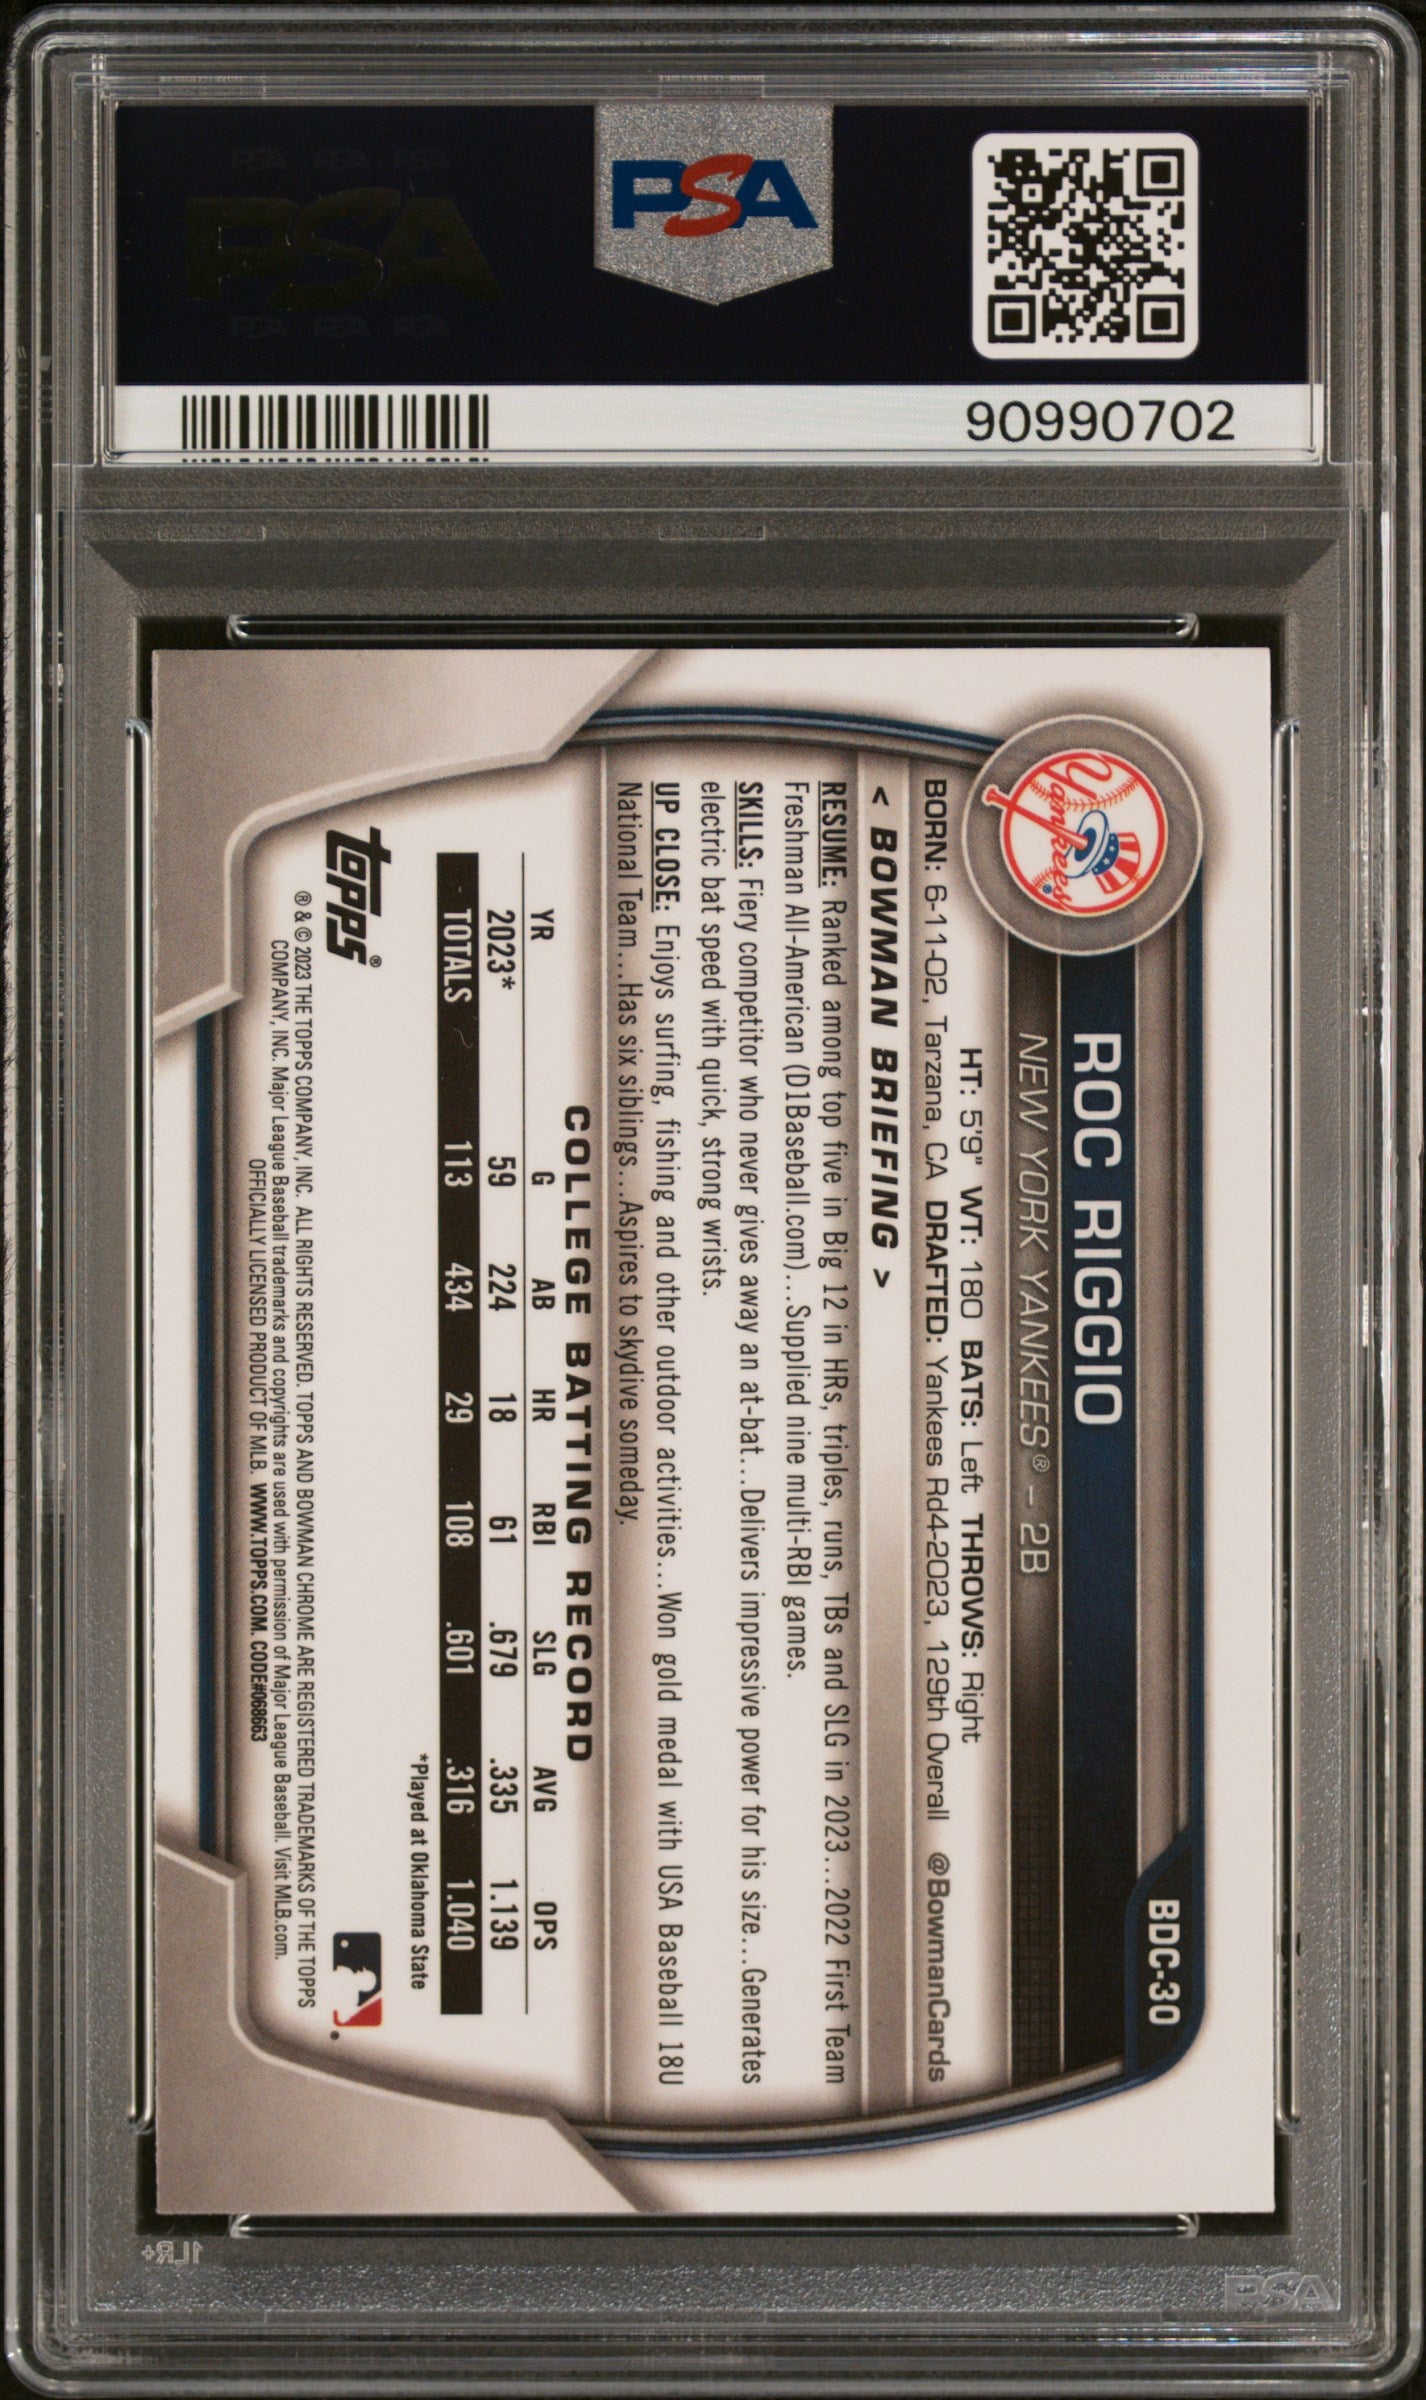 PSA
PSA
90990702
BDC-30
Yankees®
ROC RIGGIO
NEW YORK YANKEES® – 2B
HT: 5'9" WT: 180 BATS: Left THROWS: Right
BORN: 6-11-02, Tarzana, CA DRAFTED: Yankees Rd4-2023, 129th Overall @BowmanCards
< BOWMAN BRIEFING >
RESUME: Ranked among top five in Big 12 in HRs, triples, runs, TBs and SLG in 2023...2022 First Team
Freshman All-American (D1Baseball.com)...Supplied nine multi-RBI games.
SKILLS: Fiery competitor who never gives away an at-bat...Delivers impressive power for his size...Generates
electric bat speed with quick, strong wrists.
UP CLOSE: Enjoys surfing, fishing and other outdoor activities...Won gold medal with USA Baseball 18U
National Team...Has six siblings...Aspires to skydive someday.
COLLEGE BATTING RECORD
YR G AB HR RBI SLG AVG OPS
2023* 59 224 18 61 .679 .335 1.139
TOTALS 113 434 29 108 .601 .316 1.040
*Played at Oklahoma State
topps®
® & © 2023 THE TOPPS COMPANY, INC. ALL RIGHTS RESERVED. TOPPS AND BOWMAN CHROME ARE REGISTERED TRADEMARKS OF THE TOPPS
COMPANY, INC. Major League Baseball trademarks and copyrights are used with permission of Major League Baseball. Visit MLB.com.
OFFICIALLY LICENSED PRODUCT OF MLB. WWW.TOPPS.COM. CODE#068663
1LR+
PSA